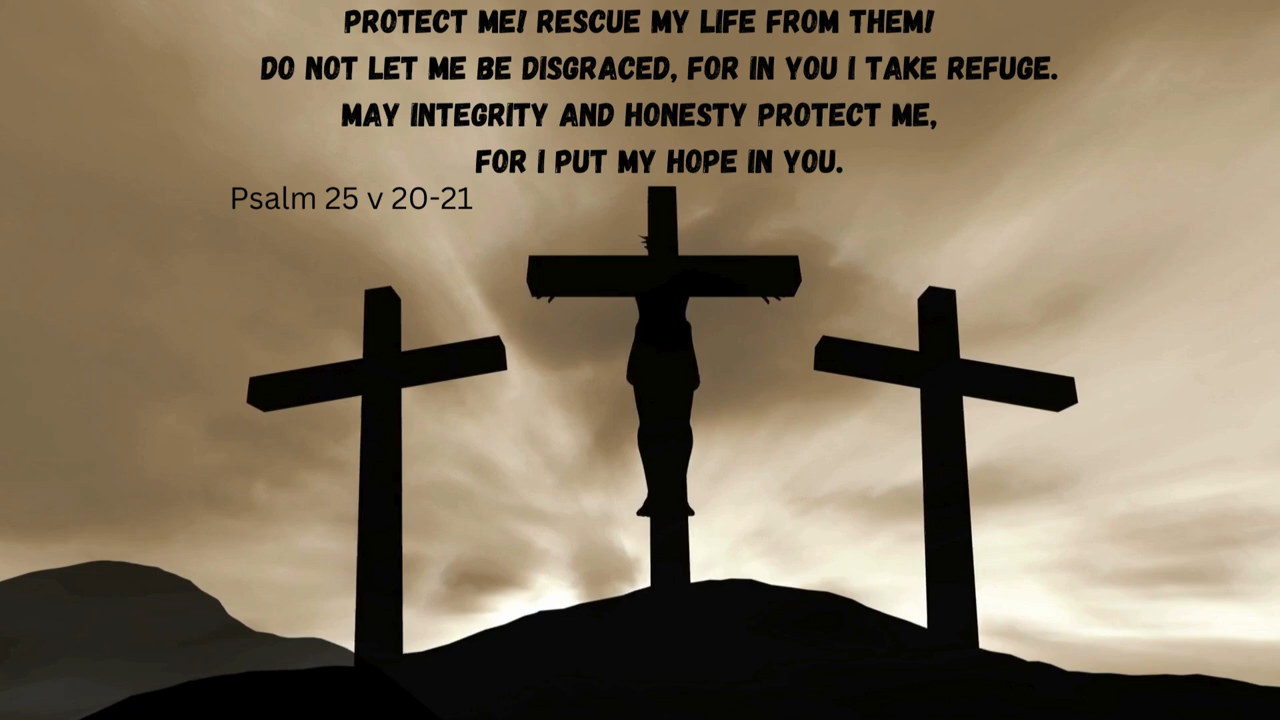 PROTECT ME! RESCUE MY LIFE FROM THEM!
DO NOT LET ME BE DISGRACED, FOR IN YOU I TAKE REFUGE.
MAY INTEGRITY AND HONESTY PROTECT ME,
FOR I PUT MY HOPE IN YOU.
Psalm 25 v 20-21